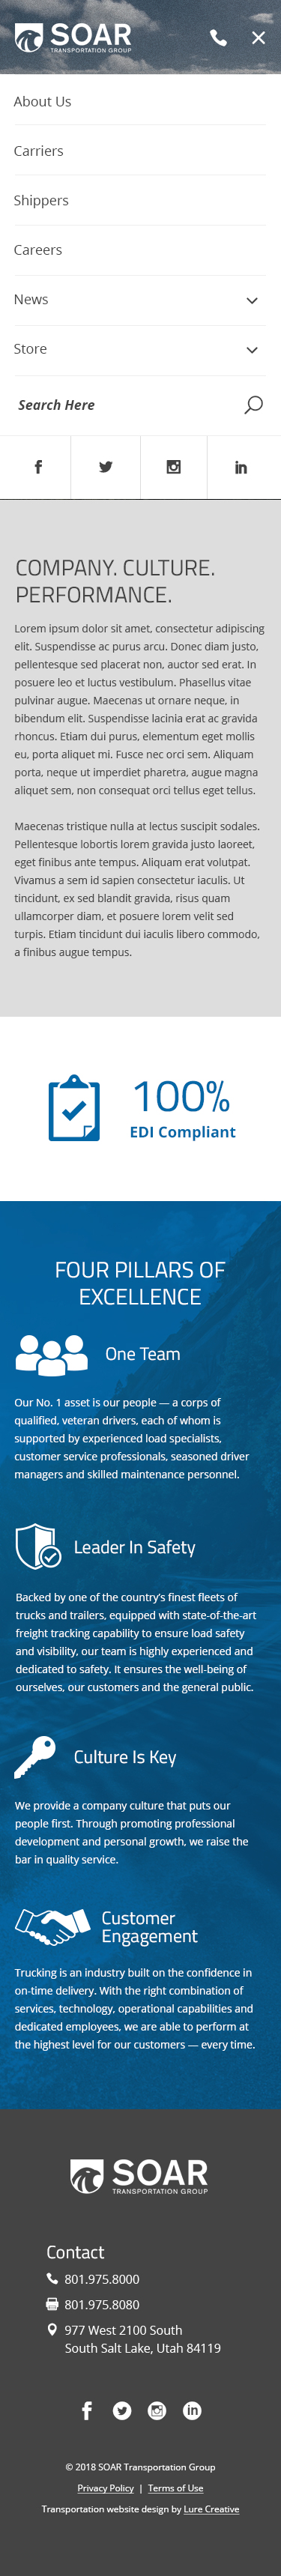 SOAR
TRANSPORTATION GROUP
About Us
Carriers
Shippers
Careers
News
Store
Search Here
COMPANY. CULTURE.
PERFORMANCE.
Lorem ipsum dolor sit amet, consectetur adipiscing
elit. Suspendisse ac purus arcu. Donec diam justo,
pellentesque sed placerat non, auctor sed erat. In
posuere leo et luctus vestibulum. Phasellus vitae
pulvinar augue. Maecenas ut ornare neque, in
bibendum elit. Suspendisse lacinia erat ac gravida
rhoncus. Etiam dui purus, elementum eget mollis
eu, porta aliquet mi. Fusce nec orci sem. Aliquam
porta, neque ut imperdiet pharetra, augue magna
aliquet sem, non consequat orci tellus eget tellus.
Maecenas tristique nulla at lectus suscipit sodales.
Pellentesque lobortis lorem gravida justo laoreet,
eget finibus ante tempus. Aliquam erat volutpat.
Vivamus a sem id sapien consectetur iaculis. Ut
tincidunt, ex sed blandit gravida, risus quam
ullamcorper diam, et posuere lorem velit sed
turpis. Etiam tincidunt dui iaculis libero commodo,
a finibus augue tempus.
100%
EDI Compliant
FOUR PILLARS OF
EXCELLENCE
One Team
Our No. 1 asset is our people — a corps of
qualified, veteran drivers, each of whom is
supported by experienced load specialists,
customer service professionals, seasoned driver
managers and skilled maintenance personnel.
Leader In Safety
Backed by one of the country’s finest fleets of
trucks and trailers, equipped with state-of-the-art
freight tracking capability to ensure load safety
and visibility, our team is highly experienced and
dedicated to safety. It ensures the well-being of
ourselves, our customers and the general public.
Culture Is Key
We provide a company culture that puts our
people first. Through promoting professional
development and personal growth, we raise the
bar in quality service.
Customer
Engagement
Trucking is an industry built on the confidence in
on-time delivery. With the right combination of
services, technology, operational capabilities and
dedicated employees, we are able to perform at
the highest level for our customers — every time.
SOAR
TRANSPORTATION GROUP
Contact
801.975.8000
801.975.8080
977 West 2100 South
South Salt Lake, Utah 84119
© 2018 SOAR Transportation Group
Privacy Policy | Terms of Use
Transportation website design by Lure Creative